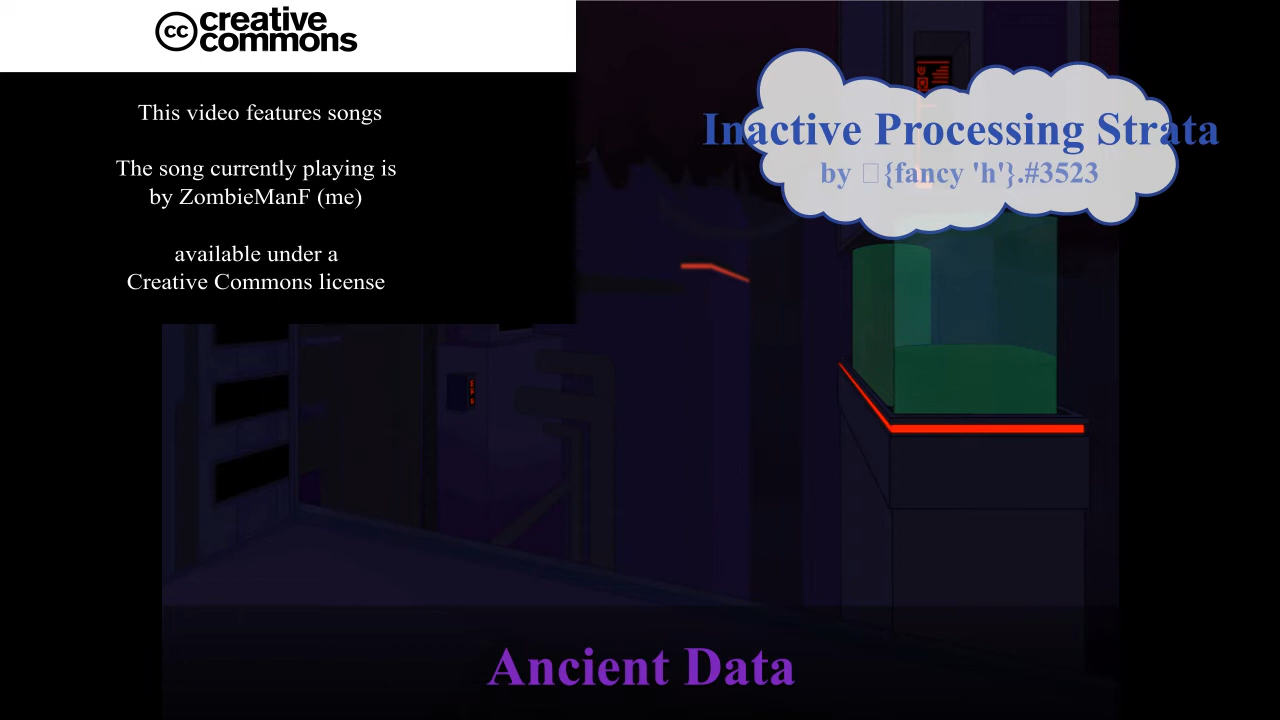 cc creative
commons
This video features songs
The song currently playing is
by ZombieManF (me)
available under a
Creative Commons license
Inactive Processing Strata
by □{fancy 'h'}.#3523
Ancient Data